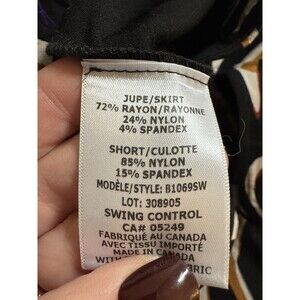 JUPE/SKIRT
72% RAYON/RAYONNE
24% NYLON
4% SPANDEX
SHORT/CULOTTE
85% NYLON
15% SPANDEX
MODÈLE/STYLE: B1069SW
LOT: 308905
SWING CONTROL
CA# 05249
FABRIQUÉ AU CANADA
AVEC TISSU IMPORTÉ
MADE IN CANADA